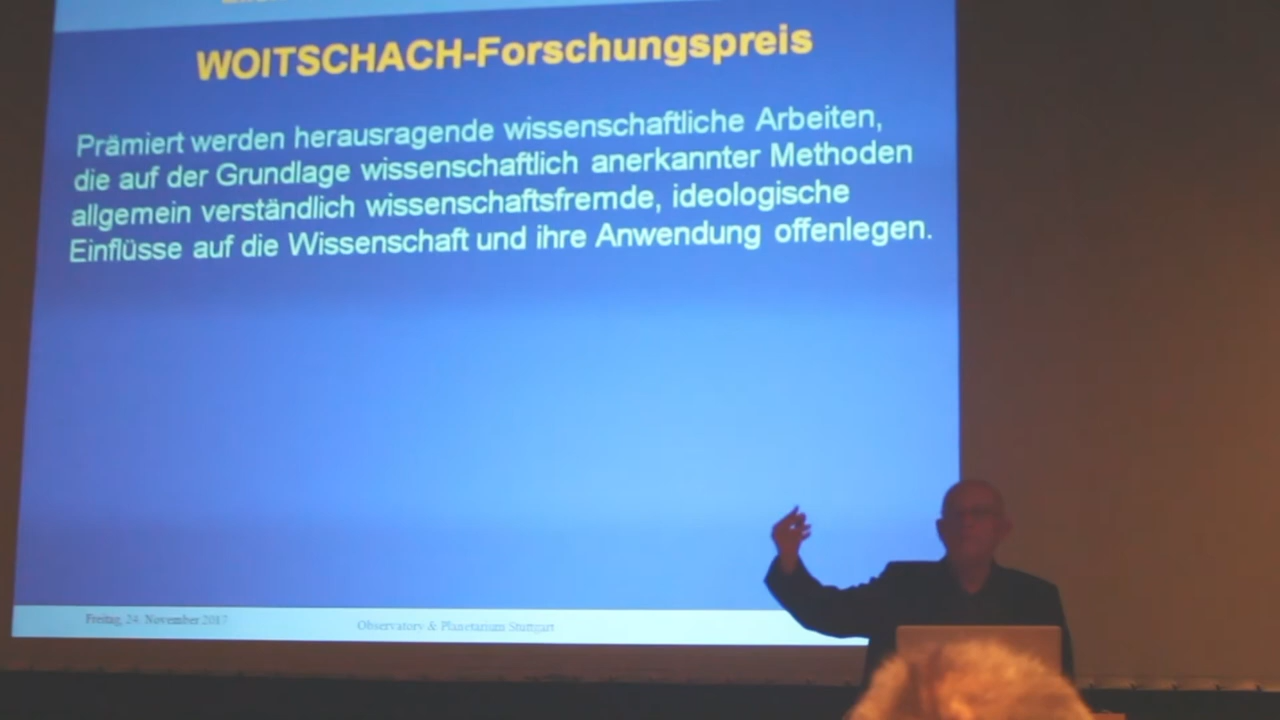 WOITSCHACH-Forschungspreis
Prämiert werden herausragende wissenschaftliche Arbeiten,
die auf der Grundlage wissenschaftlich anerkannter Methoden
allgemein verständlich wissenschaftsfremde, ideologische
Einflüsse auf die Wissenschaft und ihre Anwendung offenlegen.
Freitag, 24. November 2017
Observatory & Planetarium Stuttgart